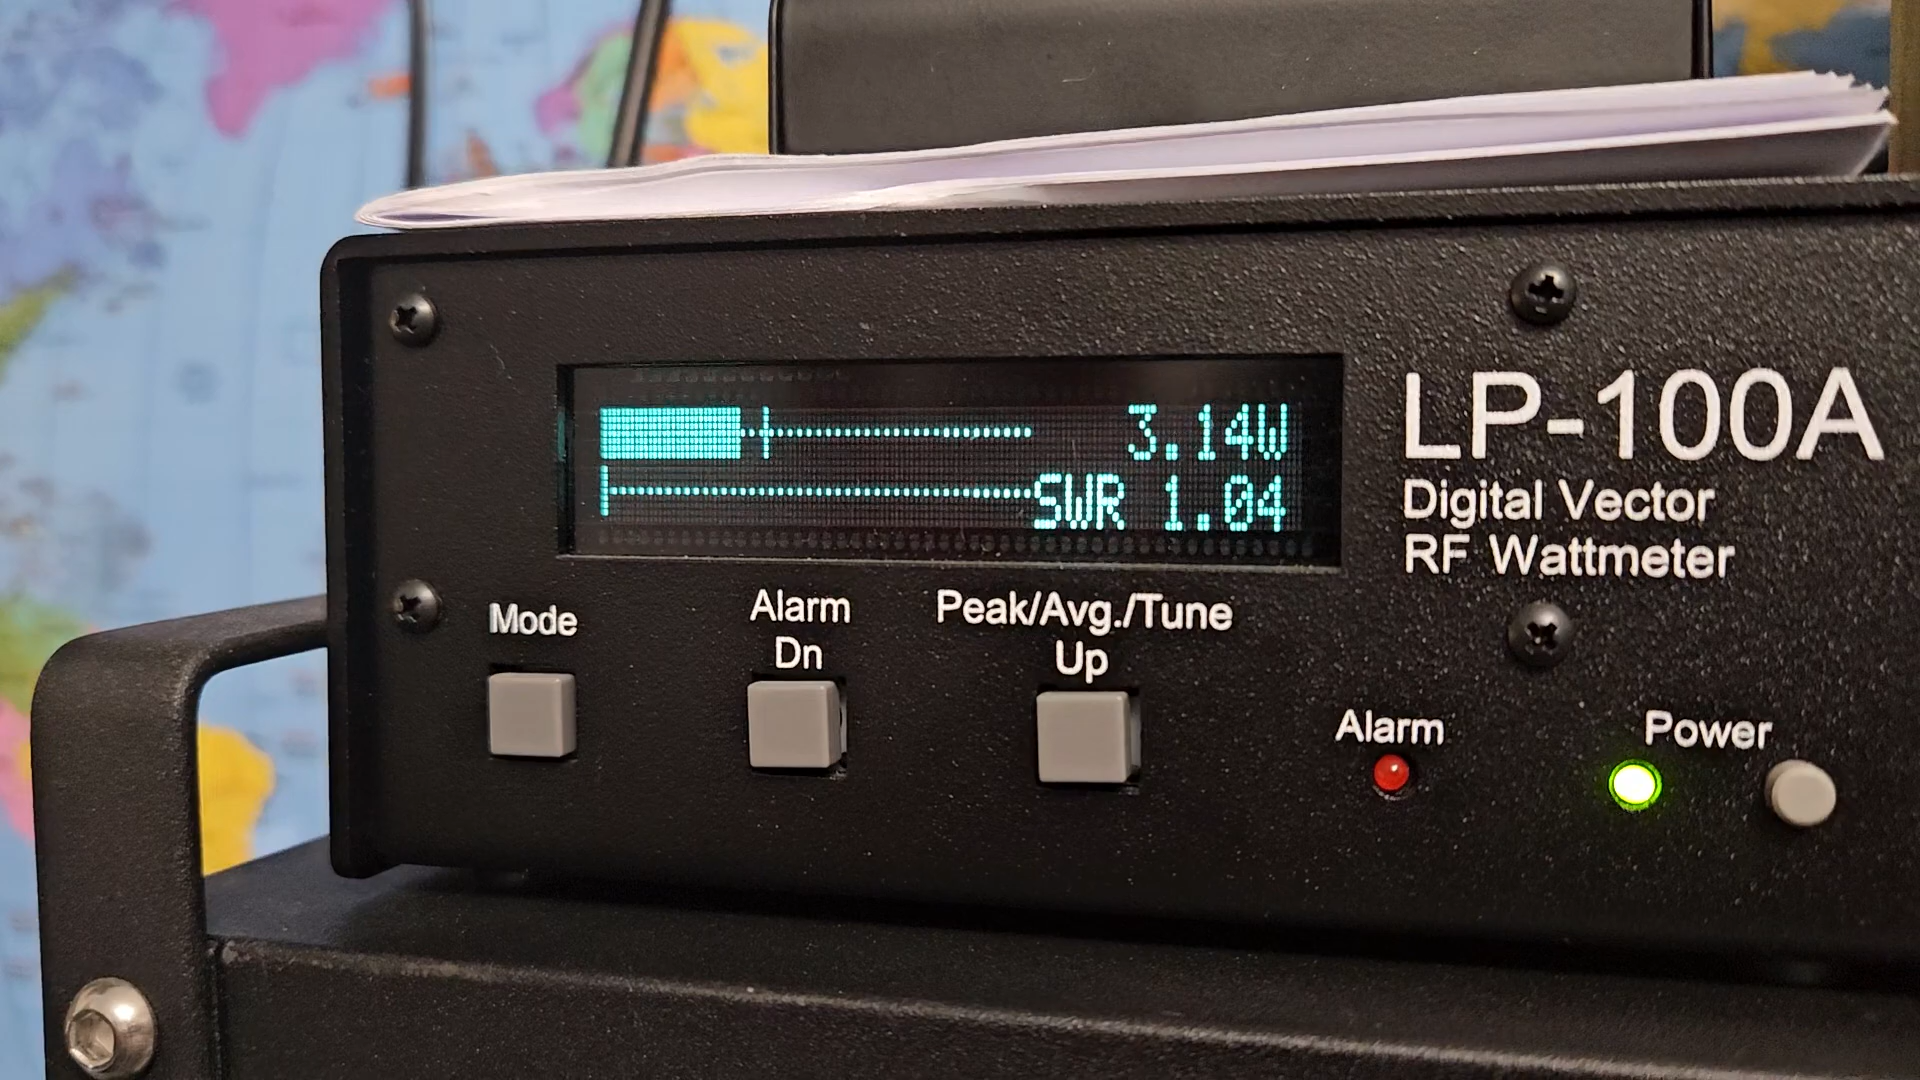 3.14W
SWR 1.04
LP-100A
Digital Vector
RF Wattmeter
Mode
Alarm
Dn
Peak/Avg./Tune
Up
Alarm
Power